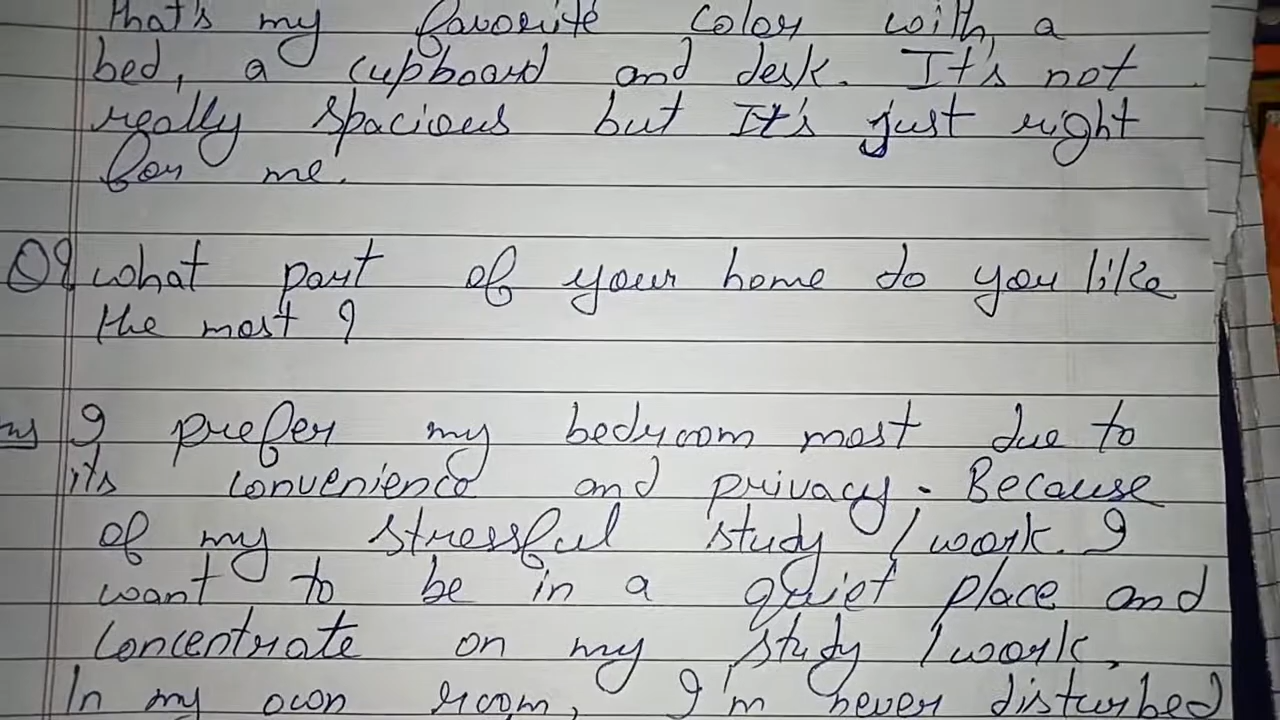 that's my favorite color with a
bed, a cupboard and desk. It's not
really spacious but It's just right
for me.
Q9 what part of your home do you like
the most ?
ns I prefer my bedroom most due to
its convenience and privacy. Because
of my stressful study / work. I
want to be in a quiet place and
concentrate on my study / work.
In my own room, I'm never disturbed